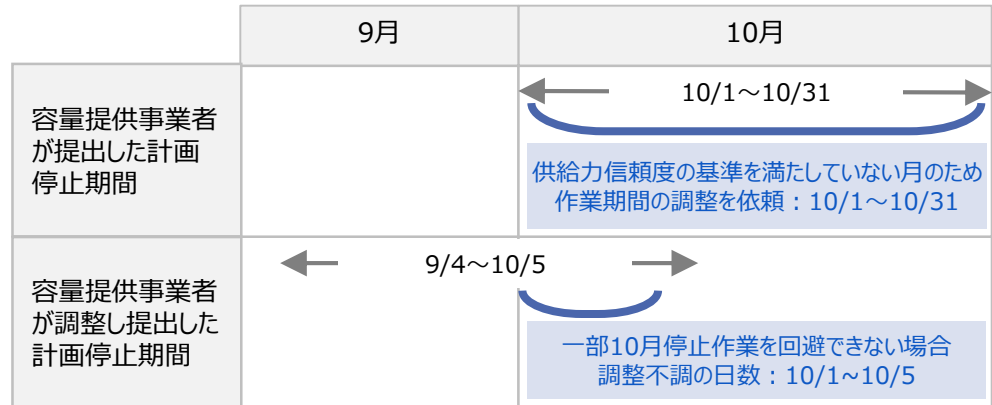 9月
10月
容量提供事業者
が提出した計画
停止期間
10/1～10/31
供給力信頼度の基準を満たしていない月のため
作業期間の調整を依頼：10/1～10/31
容量提供事業者
が調整し提出した
計画停止期間
9/4～10/5
一部10月停止作業を回避できない場合
調整不調の日数：10/1~10/5